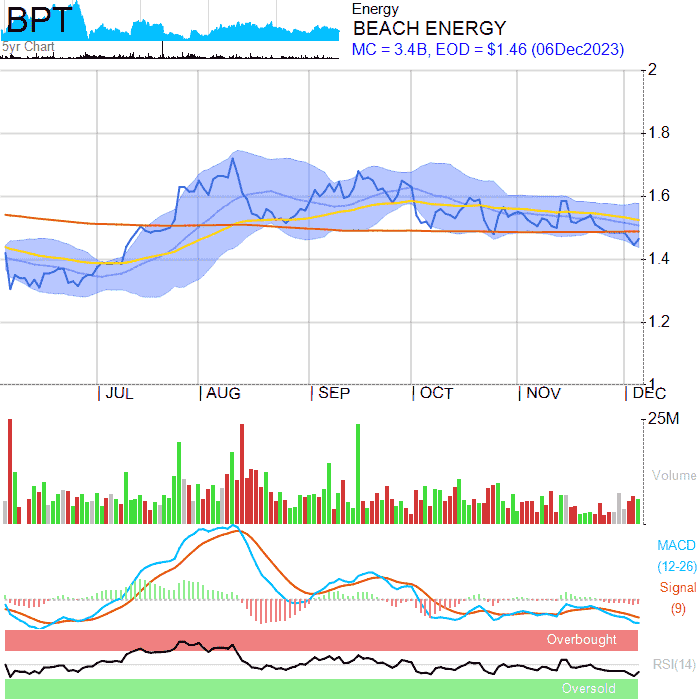 BPT
5yr Chart
Energy
BEACH ENERGY
MC = 3.4B, EOD = $1.46 (06Dec2023)
2
1.8
1.6
1.4
1.2
1
JUL AUG SEP OCT NOV DEC
25M
Volume
MACD
(12-26)
Signal
(9)
Overbought
RSI(14)
Oversold